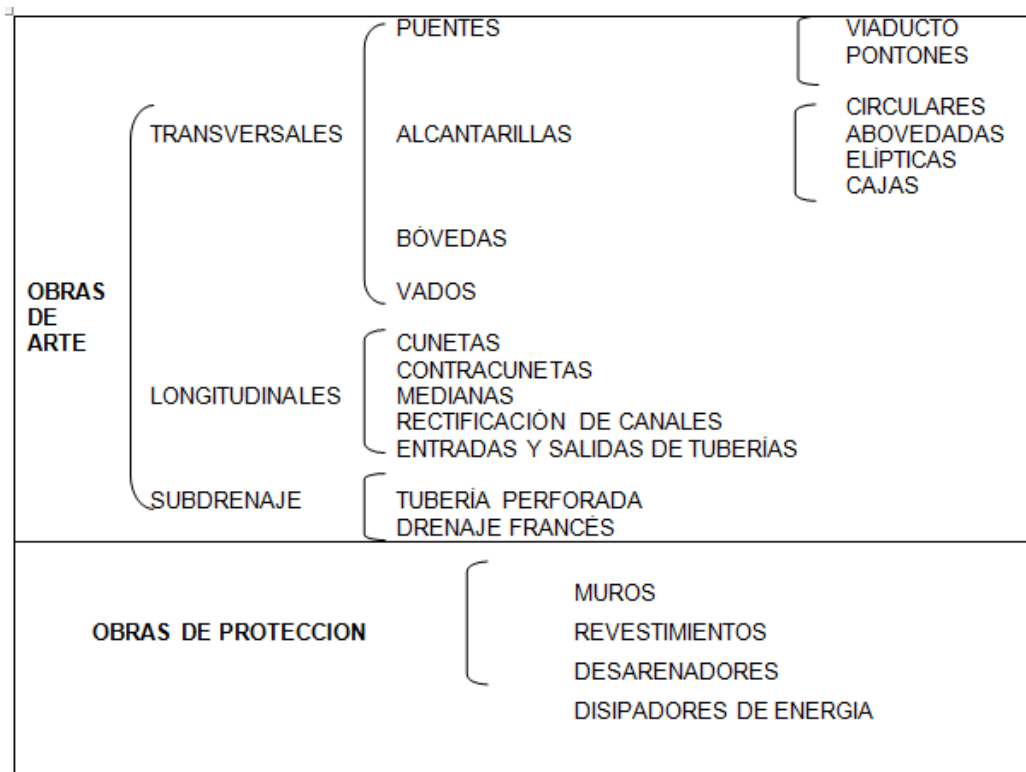 PUENTES
VIADUCTO
PONTONES
CIRCULARES
TRANSVERSALES
ALCANTARILLAS
ABOVEDADAS
ELÍPTICAS
CAJAS
BÓVEDAS
OBRAS
DE
ARTE
VADOS
CUNETAS
CONTRACUNETAS
LONGITUDINALES
MEDIANAS
RECTIFICACIÓN DE CANALES
ENTRADAS Y SALIDAS DE TUBERÍAS
SUBDRENAJE
TUBERÍA PERFORADA
DRENAJE FRANCÉS
OBRAS DE PROTECCION
MUROS
REVESTIMIENTOS
DESARENADORES
DISIPADORES DE ENERGIA